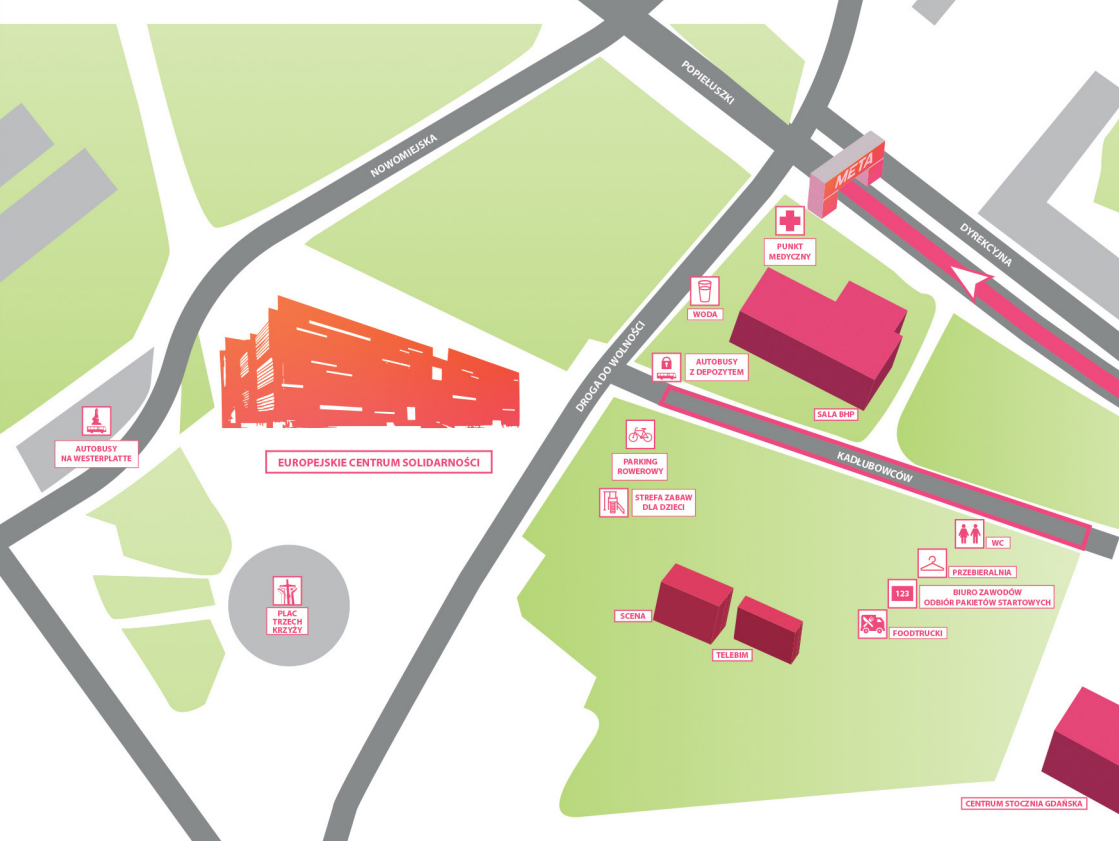 POPIEŁUSZKI
NOWOMIEJSKA
META
DYREKCYJNA
PUNKT
MEDYCZNY
WODA
DROGA DO WOLNOŚCI
AUTOBUSY
Z DEPOZYTEM
SALA BHP
AUTOBUSY
NA WESTERPLATTE
EUROPEJSKIE CENTRUM SOLIDARNOŚCI
PARKING
ROWEROWY
KADŁUBOWCÓW
STREFA ZABAW
DLA DZIECI
WC
PRZEBIERALNIA
123
BIURO ZAWODÓW
ODBIÓR PAKIETÓW STARTOWYCH
PLAC
TRZECH
KRZYŻY
SCENA
TELEBIM
FOODTRUCKI
CENTRUM STOCZNIA GDAŃSKA